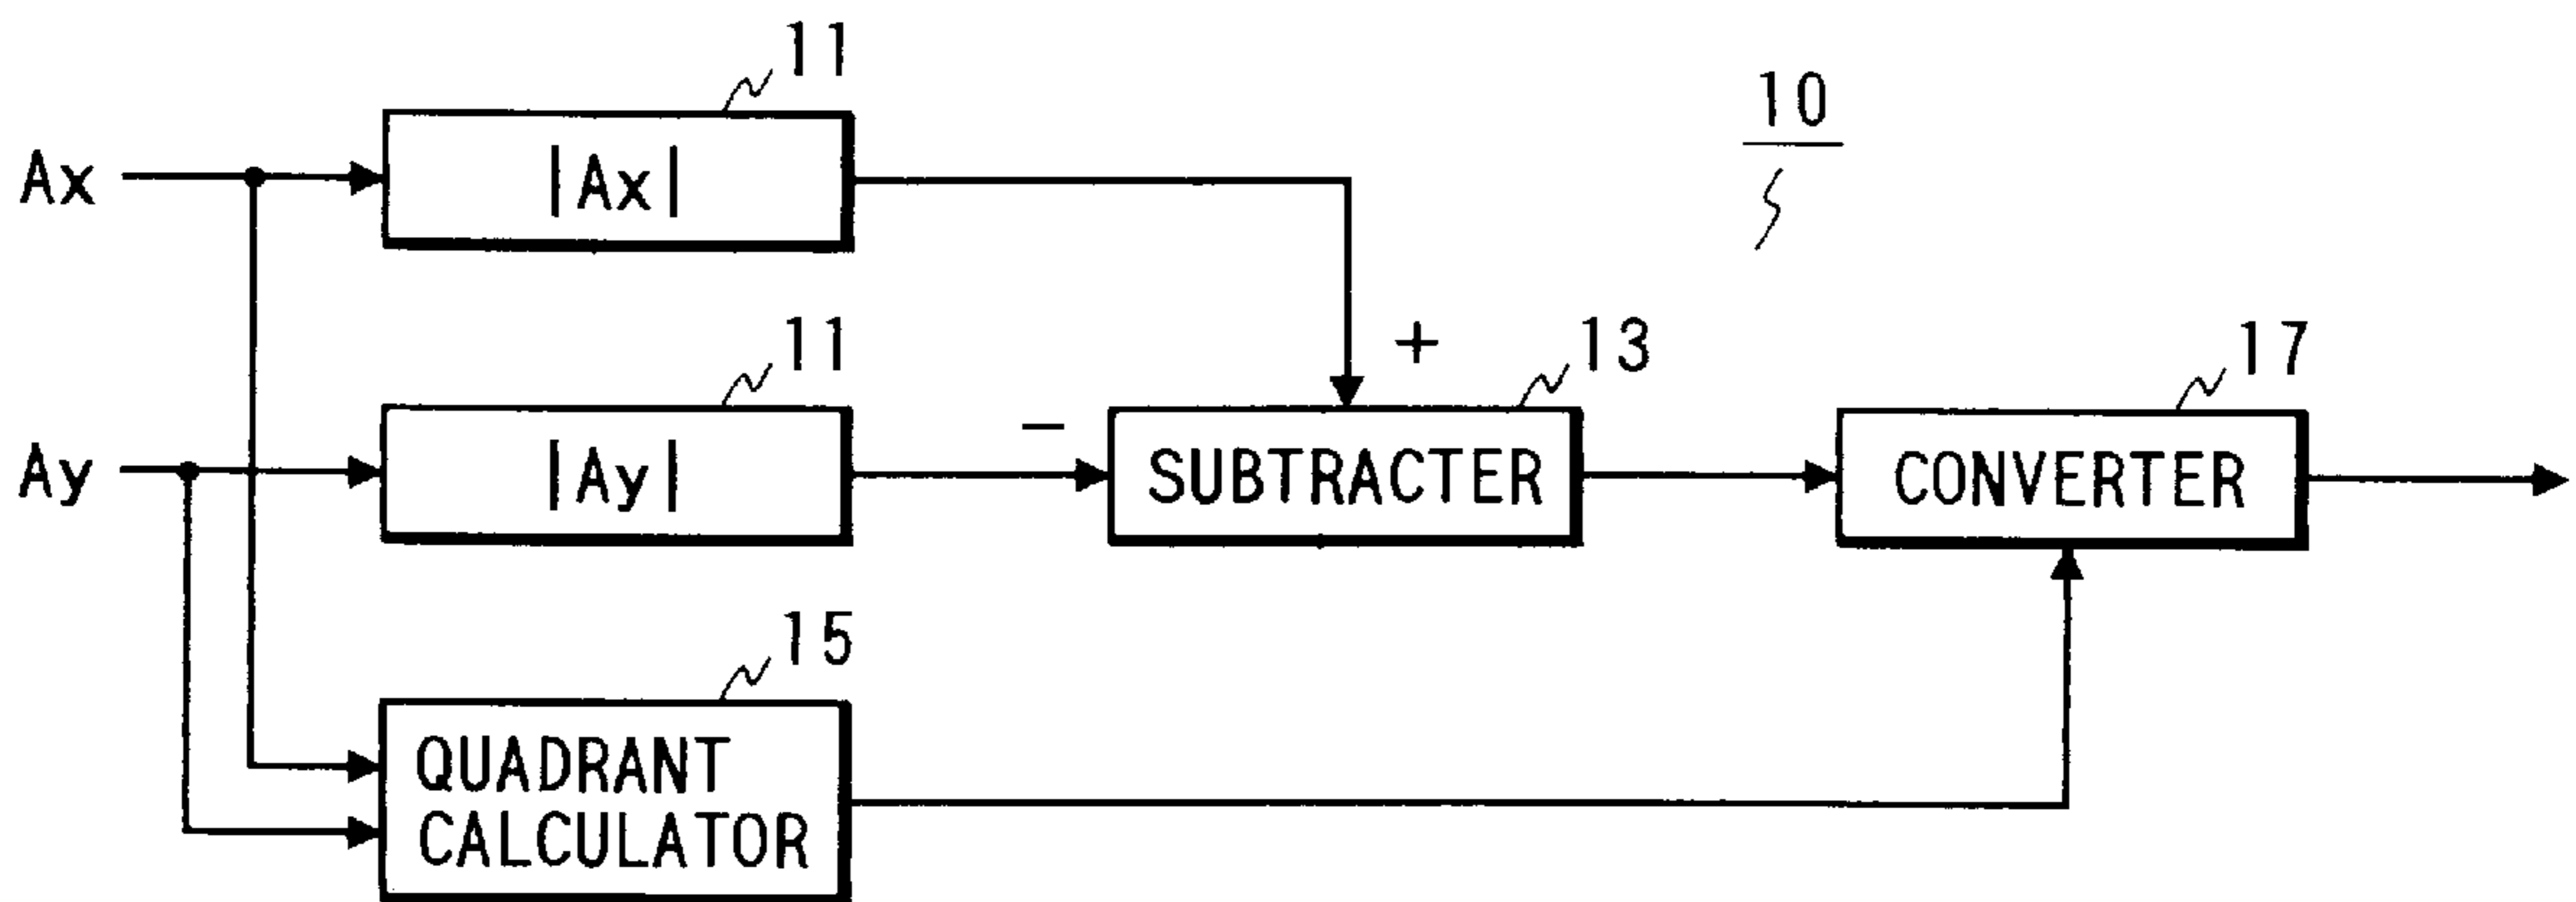 11
10
Ax
|Ax|
11
+
13
17
Ay
|Ay|
−
SUBTRACTER
CONVERTER
15
QUADRANT
CALCULATOR